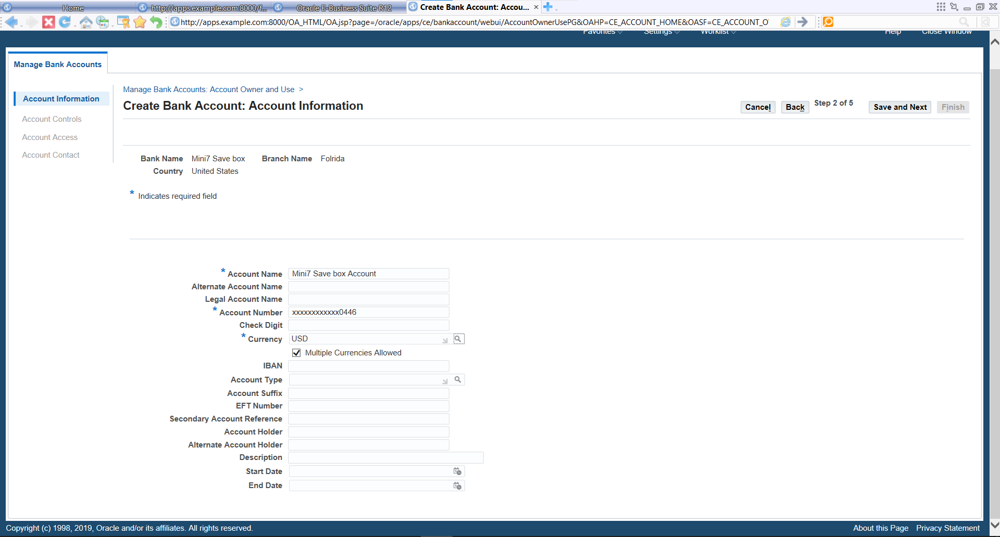 Home
http://apps.example.com:8000/f...
Oracle E-Business Suite R12
Create Bank Account: Accou...
http://apps.example.com:8000/OA_HTML/OA.jsp?page=/oracle/apps/ce/bankaccount/webui/AccountOwnerUsePG&OAHP=CE_ACCOUNT_HOME&OASF=CE_ACCOUNT_O
Favorites Settings Worklist Help Close Window
Manage Bank Accounts
Account Information
Account Controls
Account Access
Account Contact
Manage Bank Accounts: Account Owner and Use >
Create Bank Account: Account Information
Cancel Back Step 2 of 5 Save and Next Finish
Bank Name Mini7 Save box Branch Name Folrida
Country United States
* Indicates required field
* Account Name Mini7 Save box Account
Alternate Account Name
Legal Account Name
* Account Number xxxxxxxxxxxx0446
Check Digit
* Currency USD
Multiple Currencies Allowed
IBAN
Account Type
Account Suffix
EFT Number
Secondary Account Reference
Account Holder
Alternate Account Holder
Description
Start Date
End Date
Copyright (c) 1998, 2019, Oracle and/or its affiliates. All rights reserved.
About this Page Privacy Statement